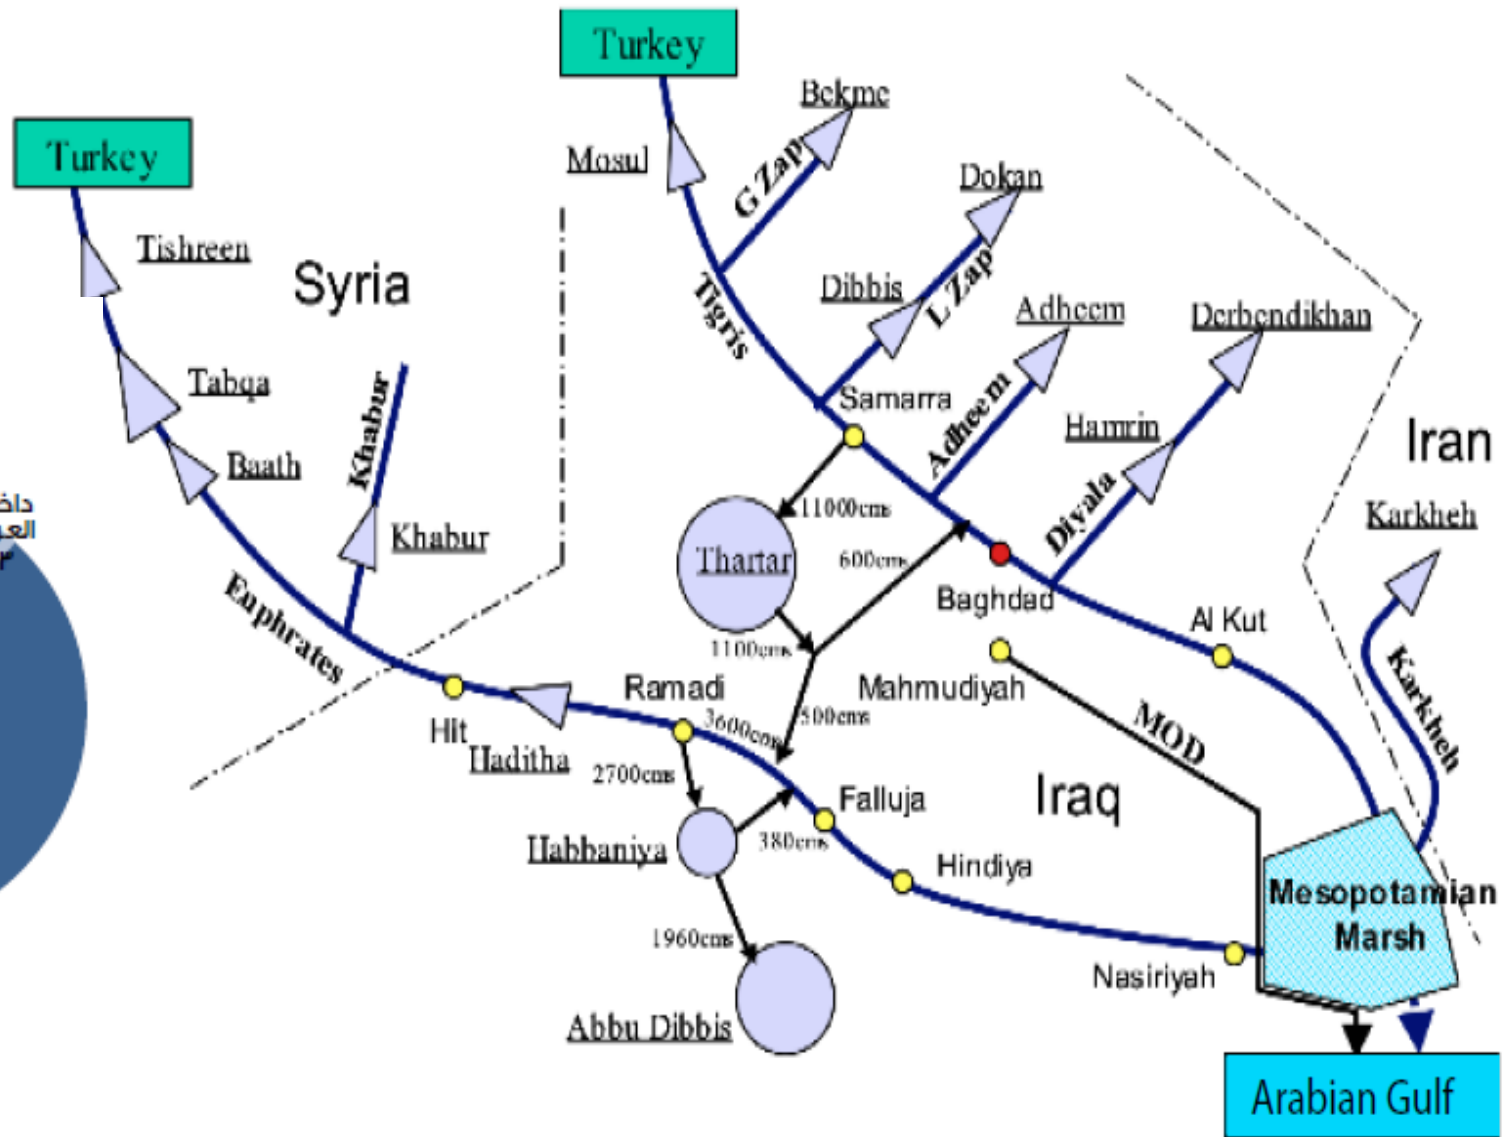 Turkey
Turkey
Bekme
Mosul
G Zap
Dokan
Tishreen
Syria
Dibbis
L Zap
Adheem
Derbendikhan
Tigris
Tabqa
Khabur
Samarra
Adheem
Hamrin
Iran
Baath
11000cms
Diyala
Karkheh
Khabur
Thartar
600cms
Baghdad
Euphrates
1100cms
Al Kut
Ramadi
Mahmudiyah
Karkheh
Hit
3600cms
500cms
MOD
Haditha
2700cms
Falluja
Iraq
Habbaniya
380cms
Hindiya
Mesopotamian
Marsh
1960cms
Nasiriyah
Abbu Dibbis
Arabian Gulf